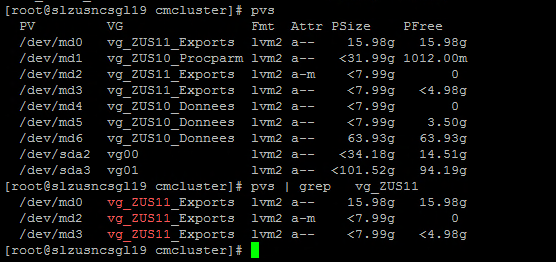 [root@slzusncsgl19 cmcluster]# pvs
  PV         VG               Fmt  Attr PSize    PFree
  /dev/md0   vg_ZUS11_Exports lvm2 a--    15.98g   15.98g
  /dev/md1   vg_ZUS10_Procparm lvm2 a--   <31.99g 1012.00m
  /dev/md2   vg_ZUS11_Exports lvm2 a-m    <7.99g       0
  /dev/md3   vg_ZUS11_Exports lvm2 a--    <7.99g   <4.98g
  /dev/md4   vg_ZUS10_Donnees lvm2 a--    <7.99g       0
  /dev/md5   vg_ZUS10_Donnees lvm2 a--    <7.99g    3.50g
  /dev/md6   vg_ZUS10_Donnees lvm2 a--    63.93g   63.93g
  /dev/sda2  vg00             lvm2 a--   <34.18g   14.51g
  /dev/sda3  vg01             lvm2 a--  <101.52g   94.19g
[root@slzusncsgl19 cmcluster]# pvs | grep   vg_ZUS11
  /dev/md0   vg_ZUS11_Exports lvm2 a--    15.98g   15.98g
  /dev/md2   vg_ZUS11_Exports lvm2 a-m    <7.99g       0
  /dev/md3   vg_ZUS11_Exports lvm2 a--    <7.99g   <4.98g
[root@slzusncsgl19 cmcluster]#